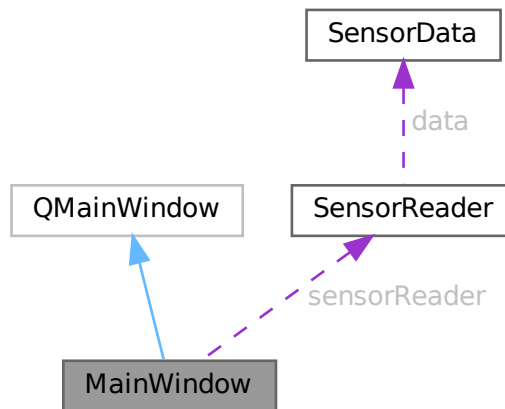 SensorData
data
QMainWindow
SensorReader
sensorReader
MainWindow